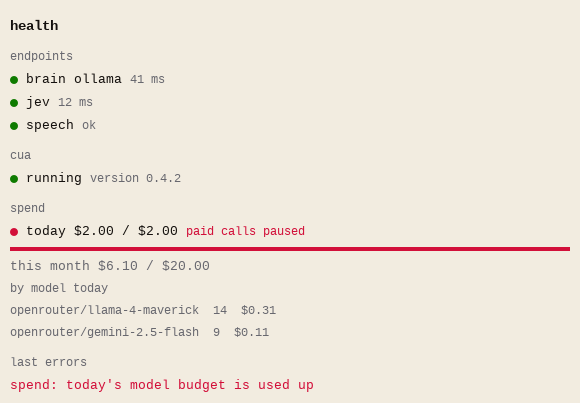 health
endpoints
brain ollama 41 ms
jev 12 ms
speech ok
cua
running version 0.4.2
spend
today $2.00 / $2.00 paid calls paused
this month $6.10 / $20.00
by model today
openrouter/llama-4-maverick 14 $0.31
openrouter/gemini-2.5-flash 9 $0.11
last errors
spend: today's model budget is used up